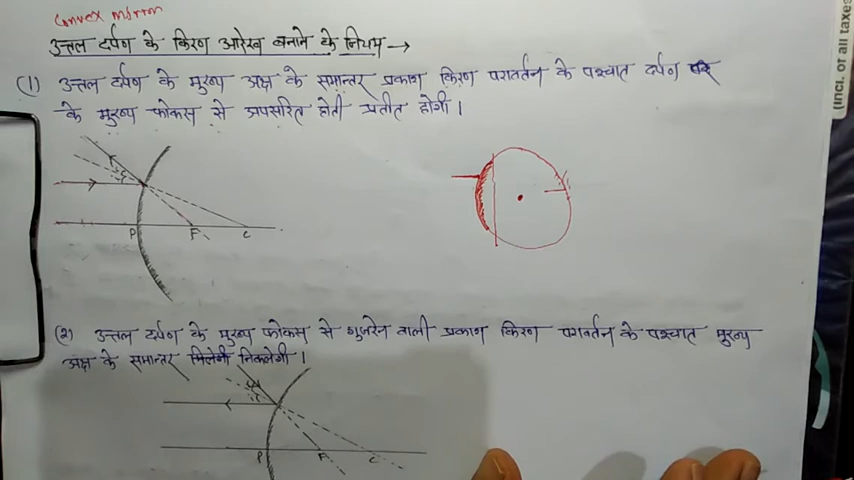 Convex mirror
उत्तल दर्पण के किरण आरेख बनाने के नियम →
(1) उत्तल दर्पण के मुख्य अक्ष के समान्तर प्रकाश किरण परावर्तन के पश्चात दर्पण
के मुख्य फोकस से अपसरित होती प्रतीत होगी ।
P F C
(2) उत्तल दर्पण के मुख्य फोकस से गुजरने वाली प्रकाश किरण परावर्तन के पश्चात मुख्य
अक्ष के समान्तर निकलेगी ।
P F C
(Incl. of all taxes